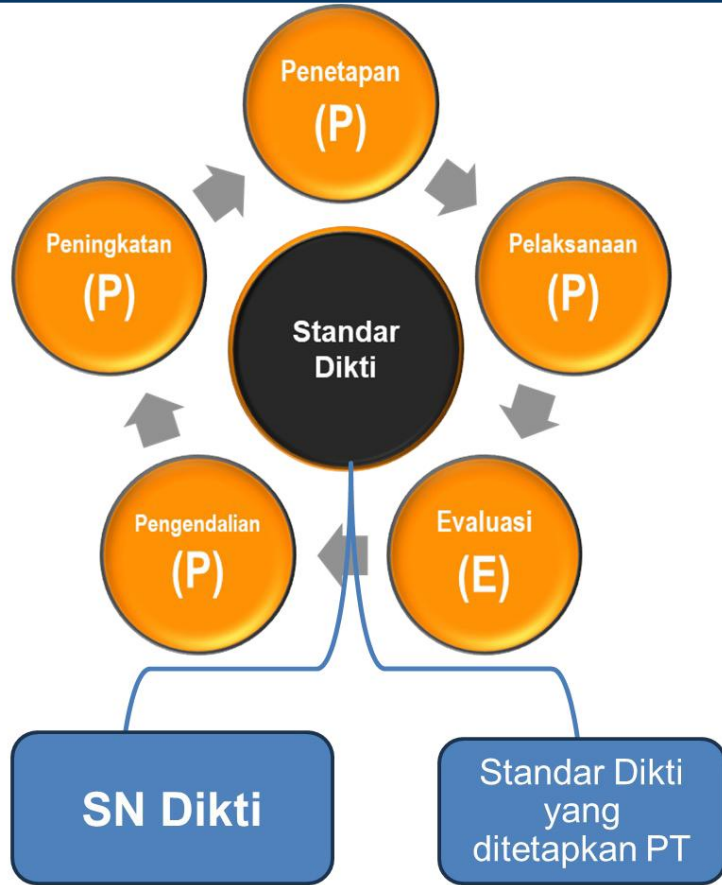 Penetapan
(P)
Peningkatan
(P)
Pelaksanaan
(P)
Standar
Dikti
Pengendalian
(P)
Evaluasi
(E)
SN Dikti
Standar Dikti
yang
ditetapkan PT